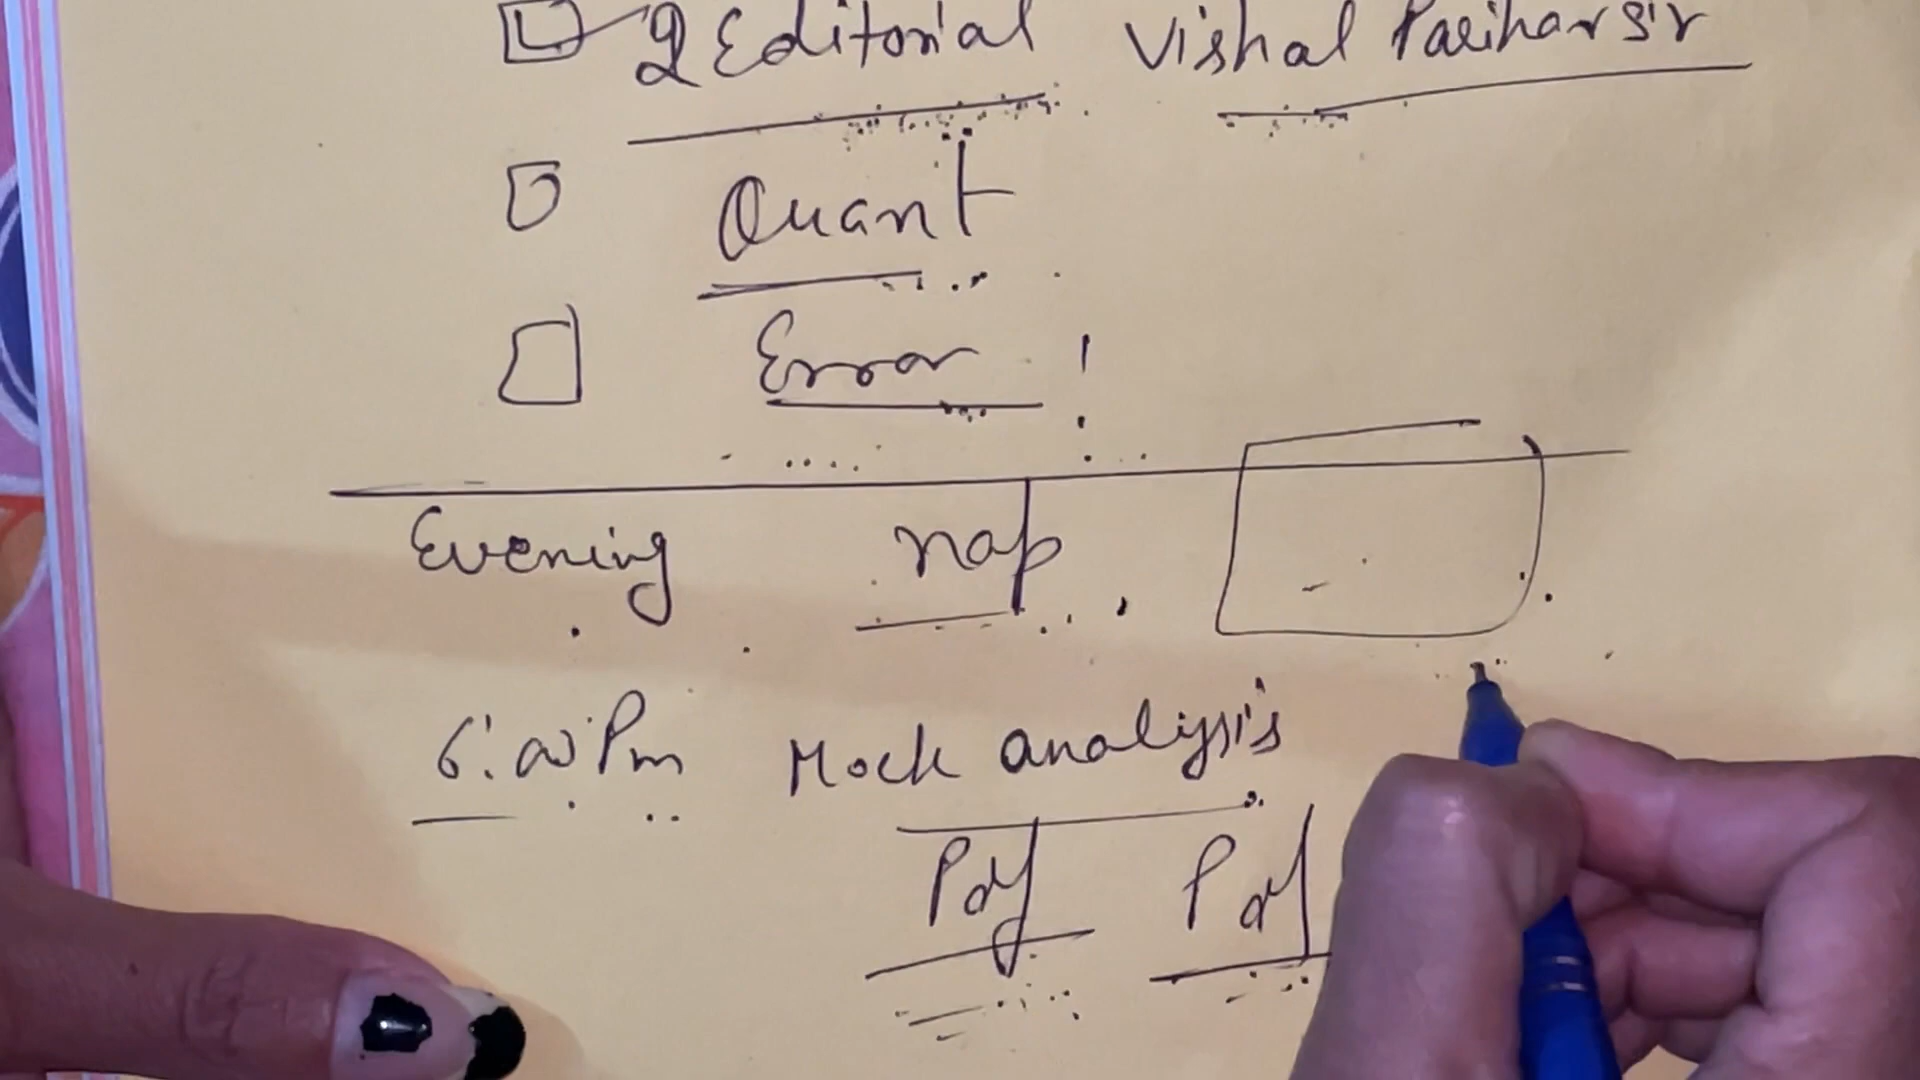 2 Editorial Vishal Parihar sir
Quant
Error !
Evening nap
6:00 Pm Mock analysis
Pdf Pdf